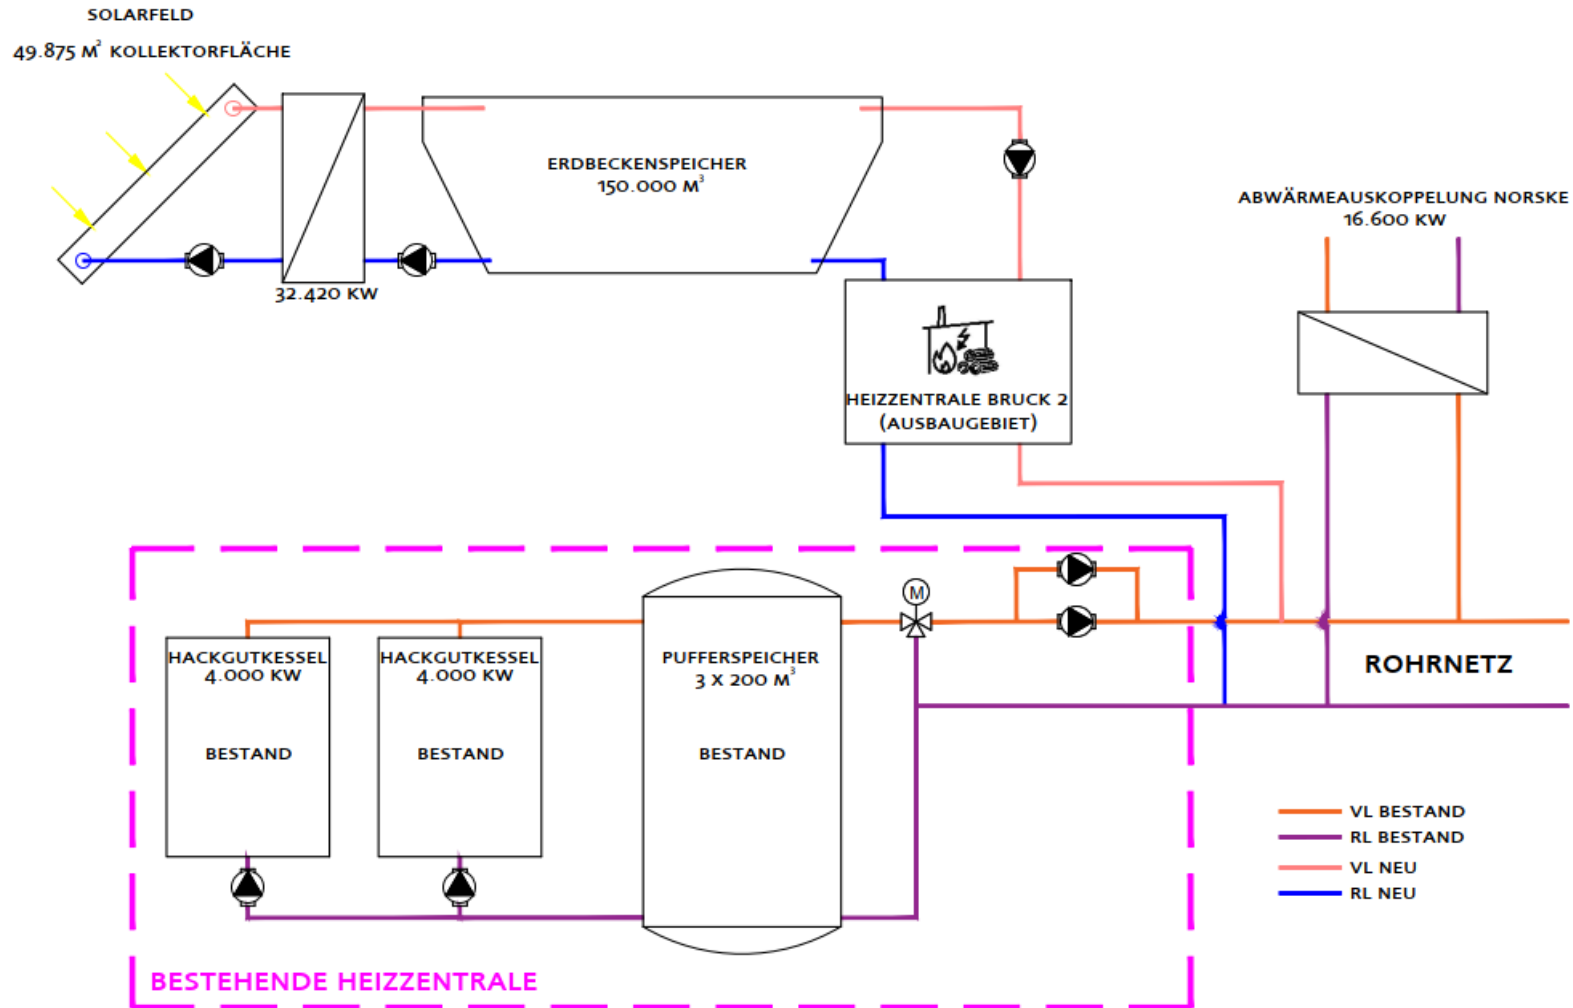 SOLARFELD
49.875 M² KOLLEKTORFLÄCHE
ERDBECKENSPEICHER
150.000 M³
ABWÄRMEAUSKOPPELUNG NORSKE
16.600 KW
32.420 KW
HEIZZENTRALE BRUCK 2
(AUSBAUGEBIET)
M
HACKGUTKESSEL
4.000 KW
BESTAND
HACKGUTKESSEL
4.000 KW
BESTAND
PUFFERSPEICHER
3 X 200 M³
BESTAND
ROHRNETZ
VL BESTAND
RL BESTAND
VL NEU
RL NEU
BESTEHENDE HEIZZENTRALE